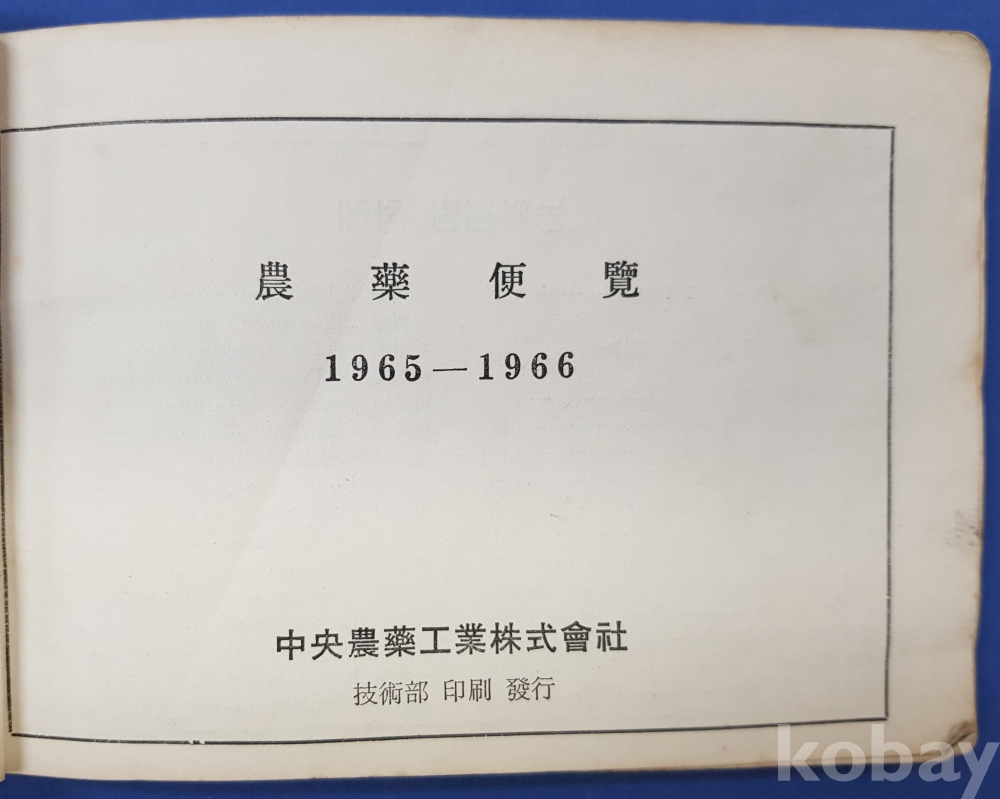 農藥便覽
1965—1966
中央農藥工業株式會社
技術部 印刷 發行
kobay